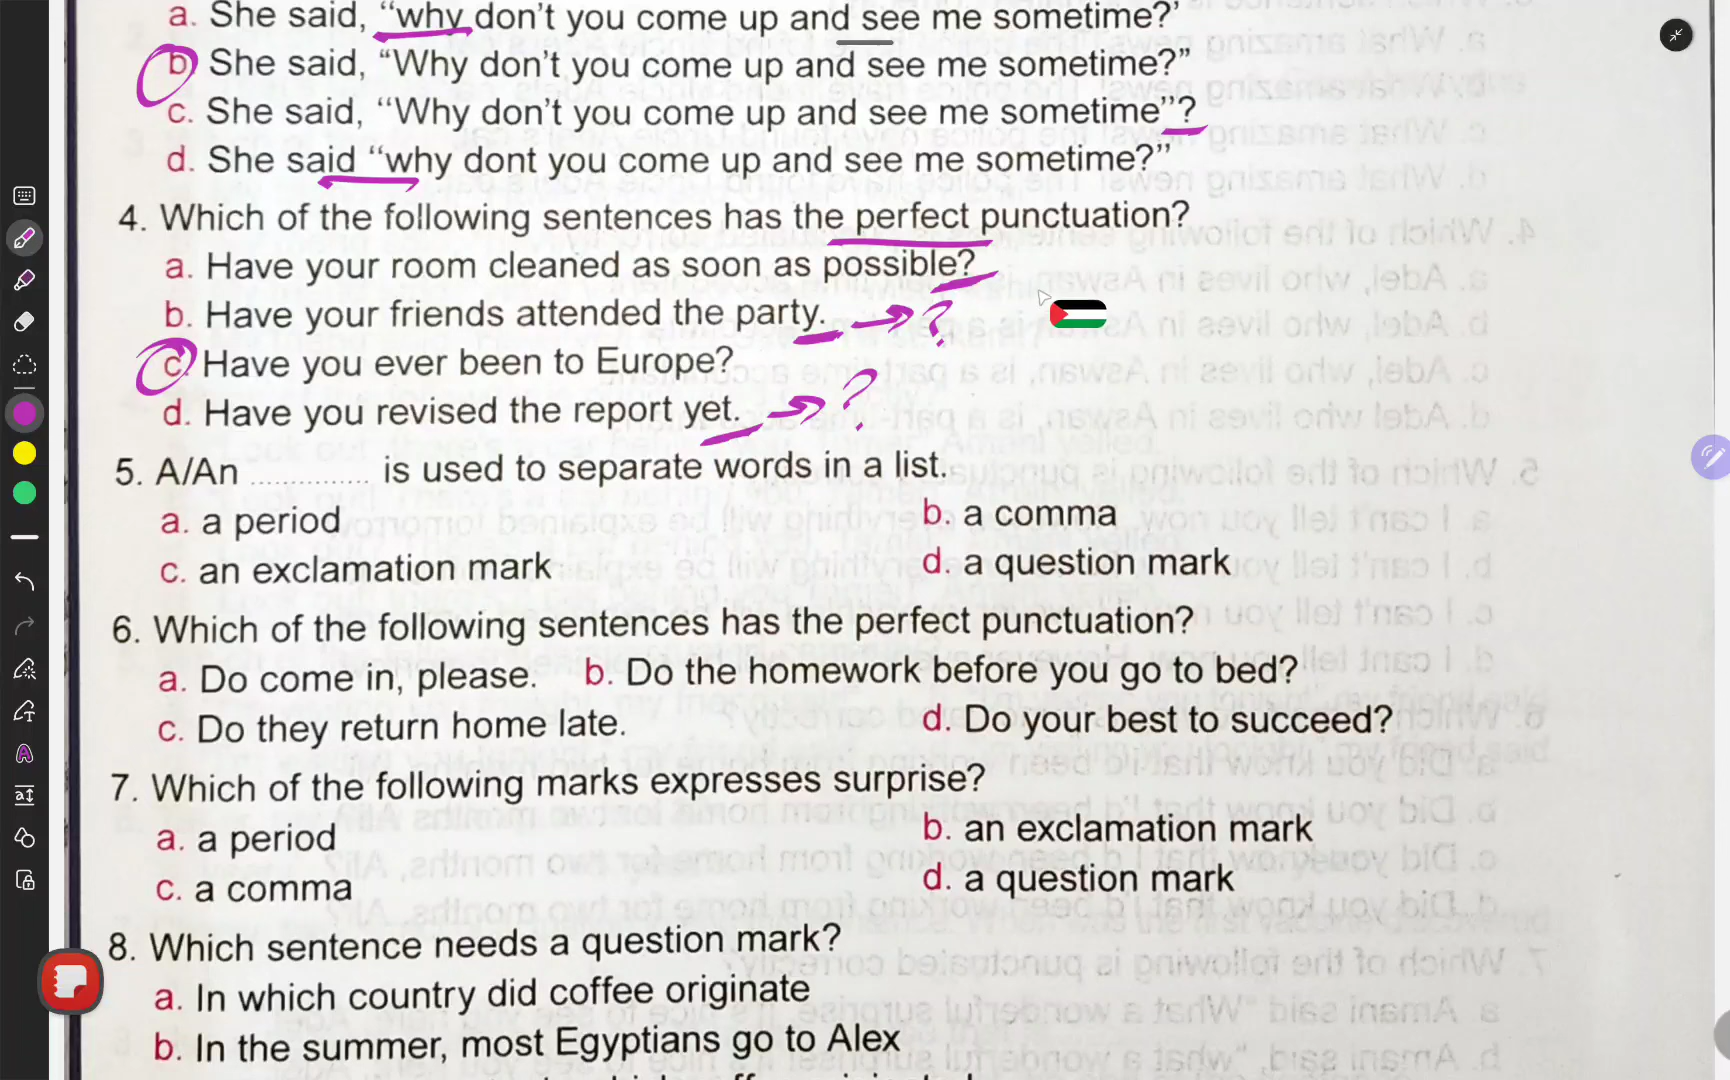 a. She said, “why don't you come up and see me sometime?’
b. She said, “Why don't you come up and see me sometime?”
c. She said, “Why don't you come up and see me sometime”?
d. She said “why dont you come up and see me sometime?”
4. Which of the following sentences has the perfect punctuation?
a. Have your room cleaned as soon as possible?
b. Have your friends attended the party. ?
c. Have you ever been to Europe?
d. Have you revised the report yet. ?
5. A/An .................... is used to separate words in a list.
a. a period b. a comma
c. an exclamation mark d. a question mark
6. Which of the following sentences has the perfect punctuation?
a. Do come in, please. b. Do the homework before you go to bed?
c. Do they return home late. d. Do your best to succeed?
7. Which of the following marks expresses surprise?
a. a period b. an exclamation mark
c. a comma d. a question mark
8. Which sentence needs a question mark?
a. In which country did coffee originate
b. In the summer, most Egyptians go to Alex